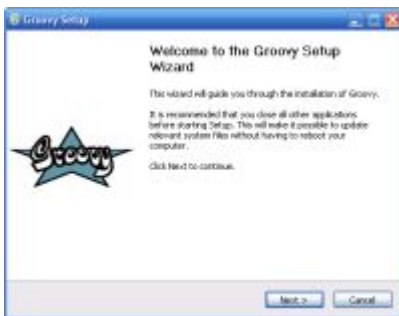 Groovy Setup
Welcome to the Groovy Setup
Wizard
This wizard will guide you through the installation of Groovy.
It is recommended that you close all other applications
before starting Setup. This will make it possible to update
relevant system files without having to reboot your
computer.
Click Next to continue.
Groovy
Next >
Cancel